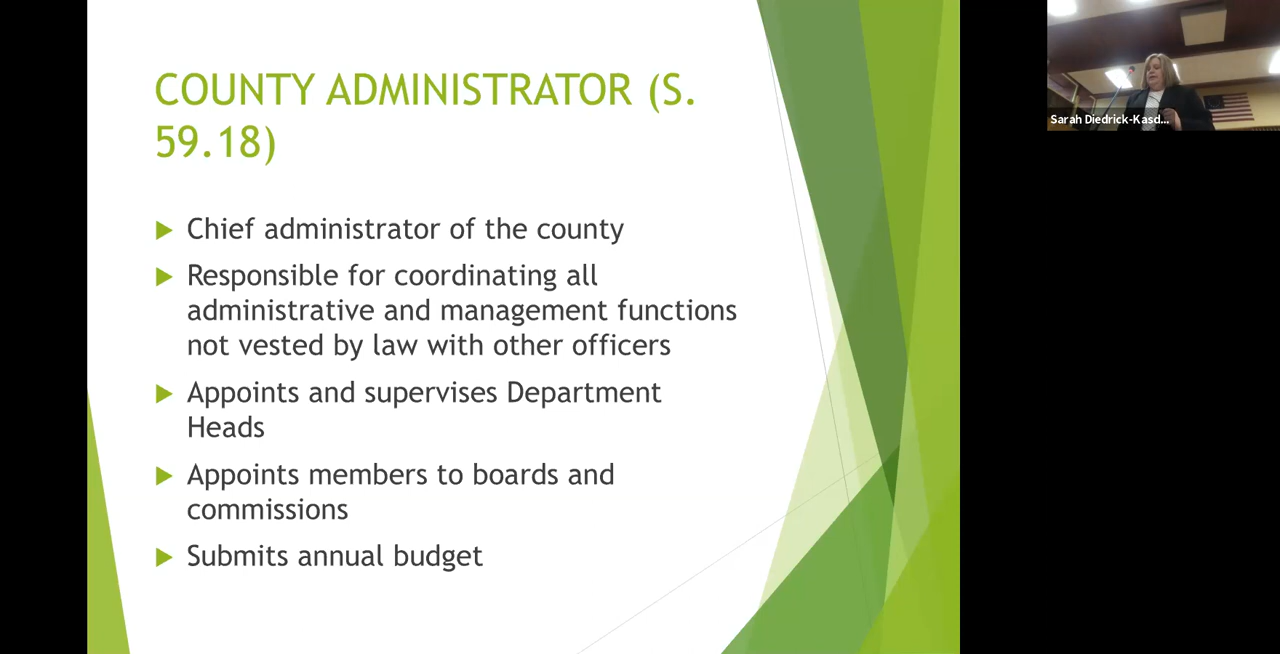 COUNTY ADMINISTRATOR (S.
59.18)
Chief administrator of the county
Responsible for coordinating all
administrative and management functions
not vested by law with other officers
Appoints and supervises Department
Heads
Appoints members to boards and
commissions
Submits annual budget
Sarah Diedrick-Kasd...